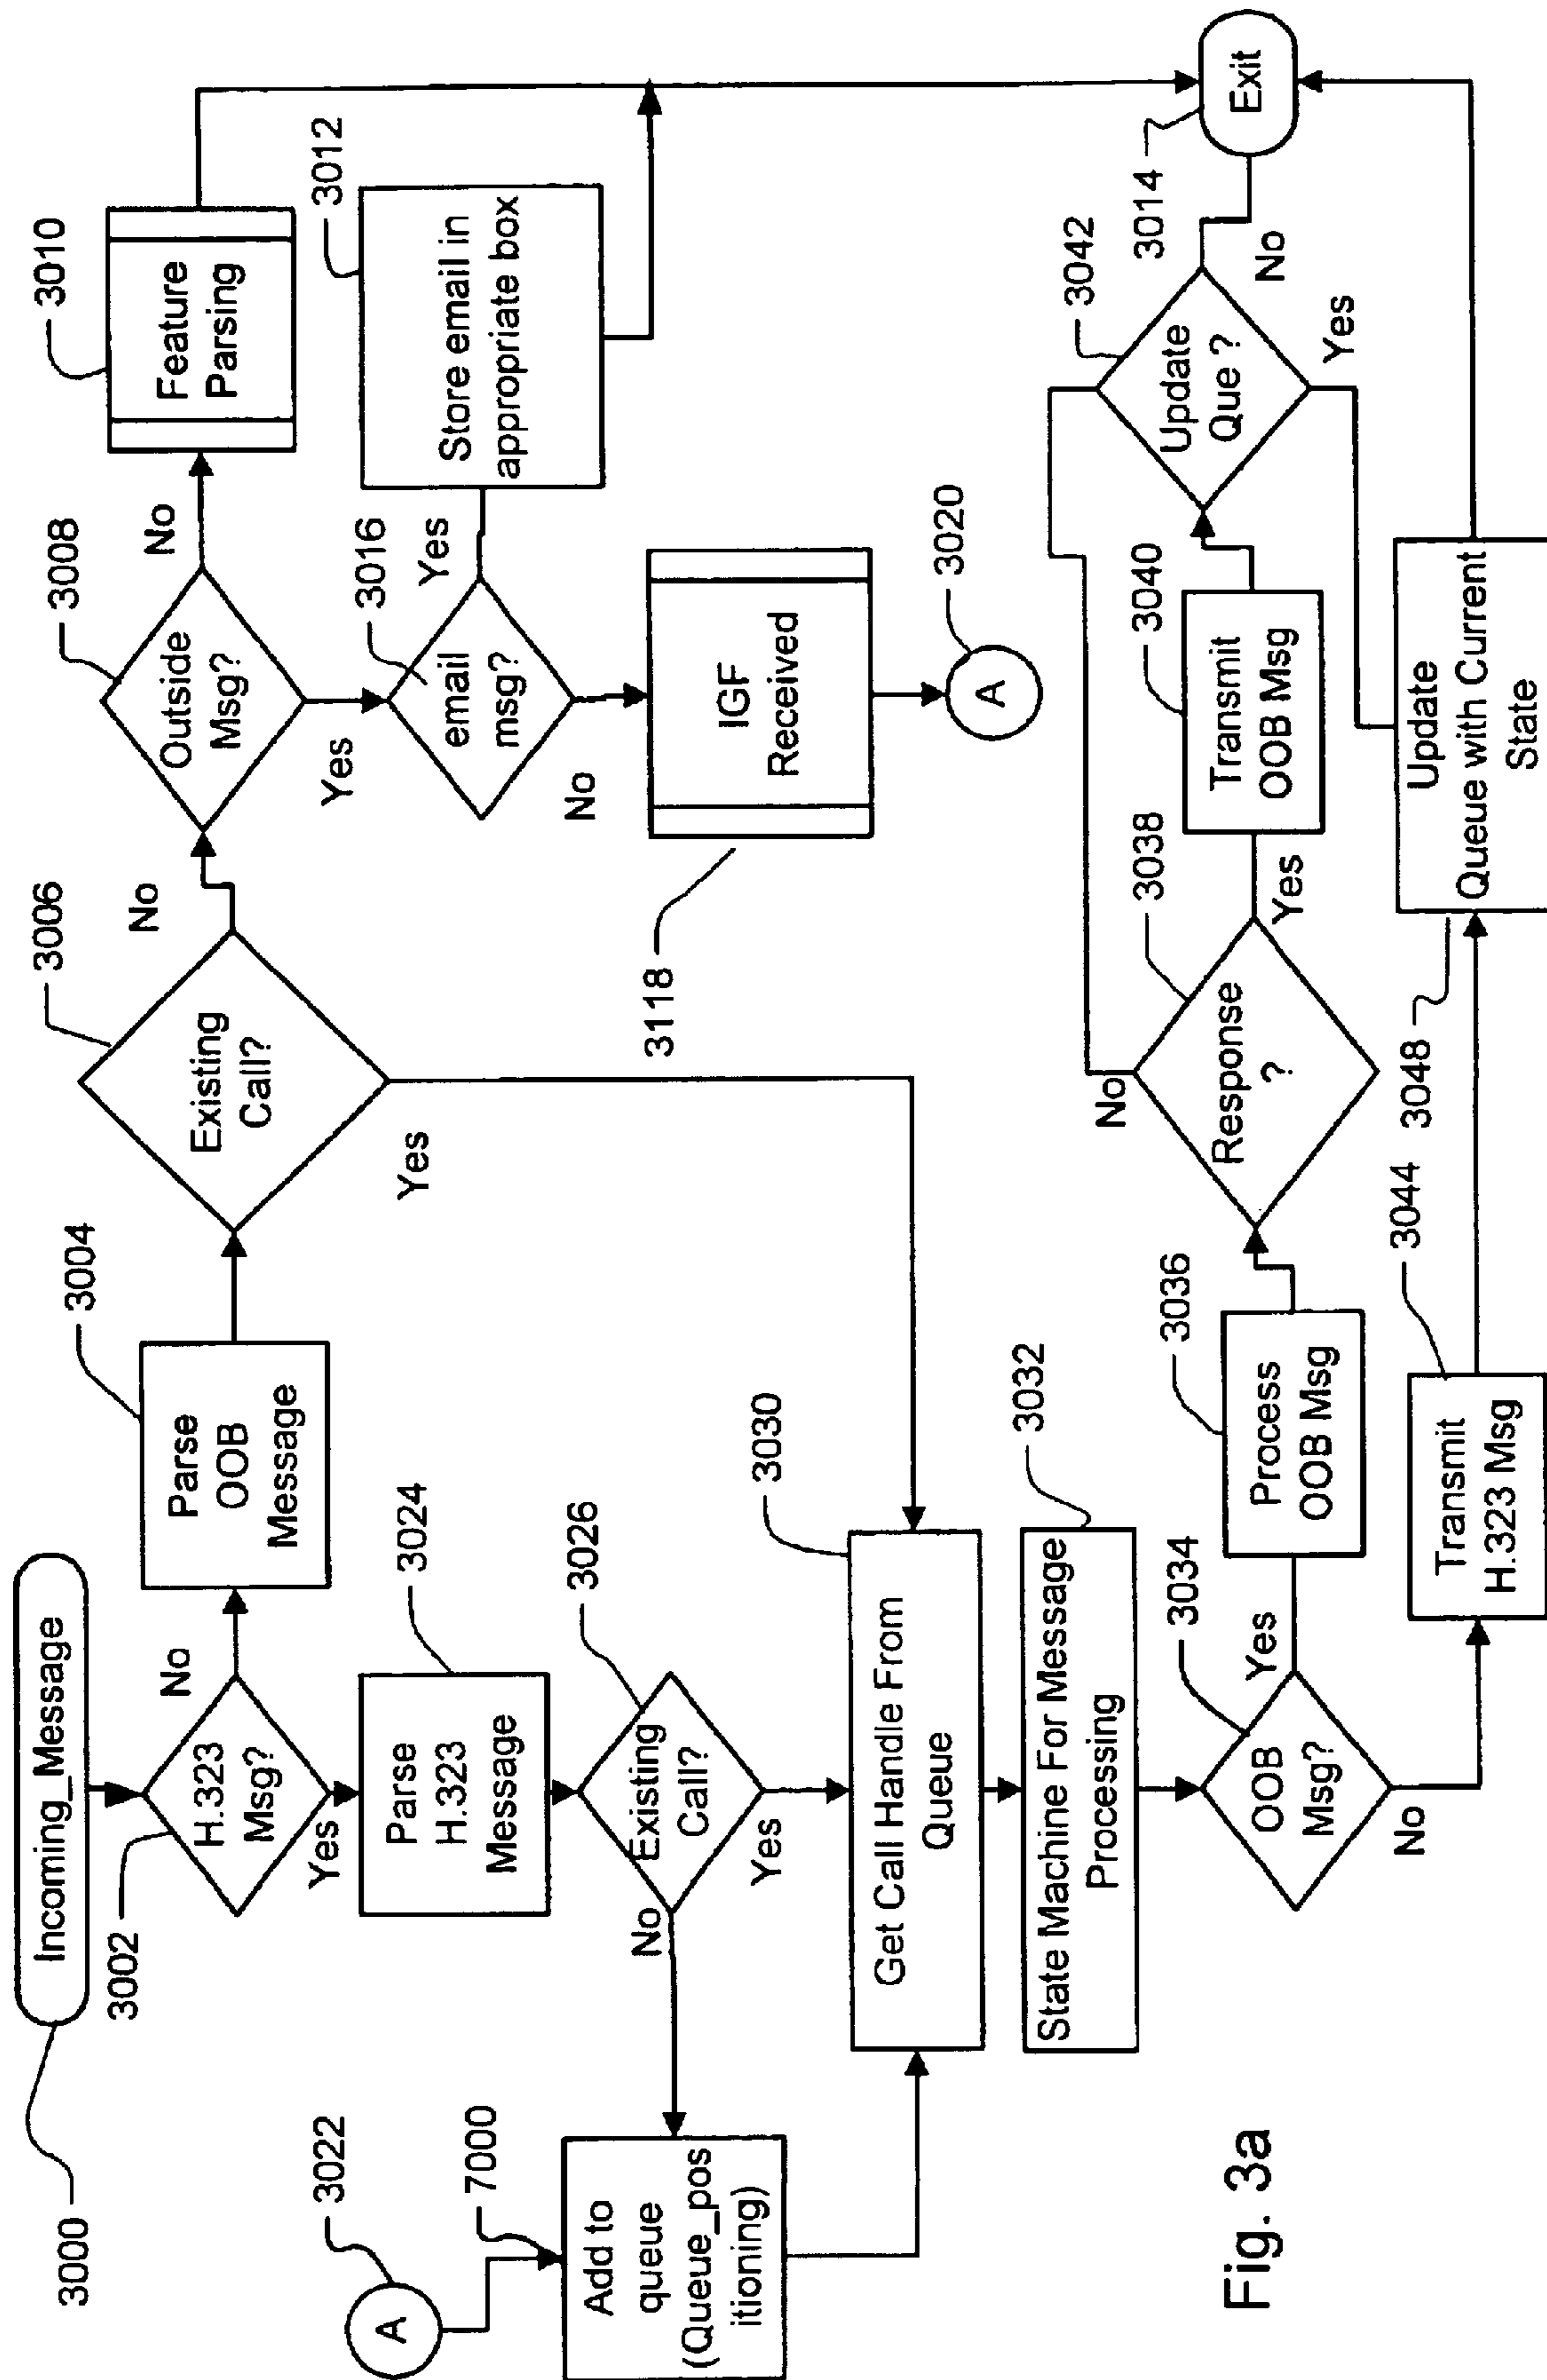 3000
Incoming_Message
3002
H.323
Msg?
No
Yes
3004
Parse
OOB
Message
3006
Existing
Call?
No
Yes
3008
Outside
Msg?
No
Yes
3010
Feature
Parsing
3016
email
msg?
Yes
No
3012
Store email in
appropriate box
3118
IGF
Received
3020
A
3024
Parse
H.323
Message
3026
Existing
Call?
No
Yes
3022
A
7000
Add to
queue
(Queue_pos
itioning)
3030
Get Call Handle From
Queue
3032
State Machine For Message
Processing
3034
OOB
Msg?
Yes
No
3036
Process
OOB Msg
3038
Response
?
No
Yes
3040
Transmit
OOB Msg
3042
Update
Que ?
No
Yes
3014
Exit
3044
Transmit
H.323 Msg
3048
Update
Queue with Current
State
Fig. 3a